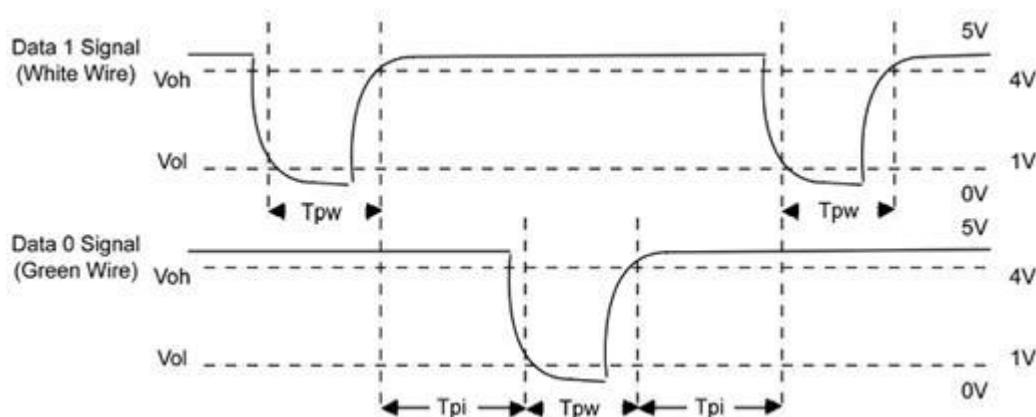 Data 1 Signal
(White Wire)
Voh
Vol
5V
4V
1V
0V
Tpw
Tpw
Data 0 Signal
(Green Wire)
Voh
Vol
5V
4V
1V
0V
Tpi
Tpw
Tpi